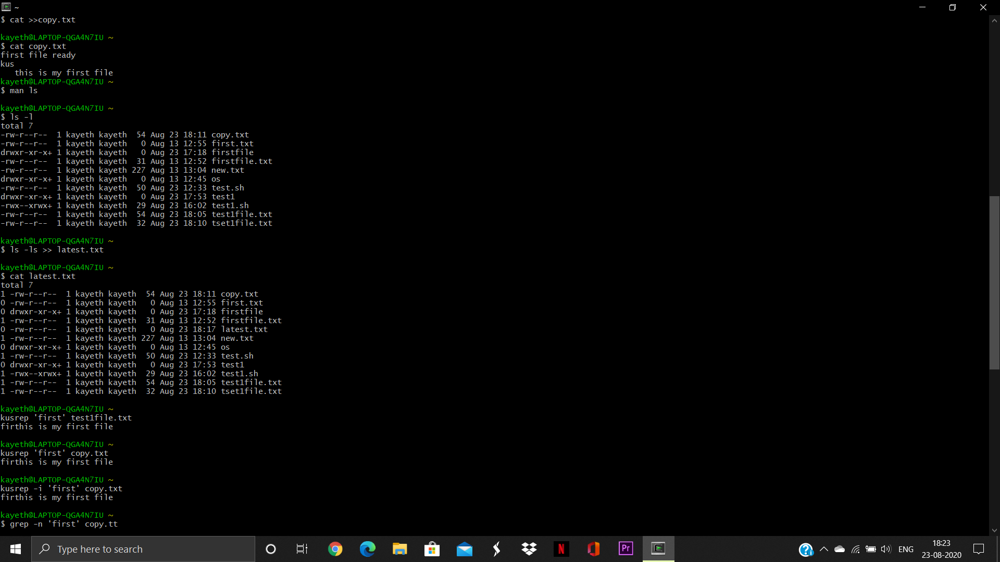 ~
$ cat >>copy.txt
kayeth@LAPTOP-QGA4N7IU ~
$ cat copy.txt
first file ready
kus
this is my first file
kayeth@LAPTOP-QGA4N7IU ~
$ man ls
kayeth@LAPTOP-QGA4N7IU ~
$ ls -l
total 7
-rw-r--r--  1 kayeth kayeth  54 Aug 23 18:11 copy.txt
-rw-r--r--  1 kayeth kayeth   0 Aug 13 12:55 first.txt
drwxr-xr-x+ 1 kayeth kayeth   0 Aug 23 17:18 firstfile
-rw-r--r--  1 kayeth kayeth  31 Aug 13 12:52 firstfile.txt
-rw-r--r--  1 kayeth kayeth 227 Aug 13 13:04 new.txt
drwxr-xr-x+ 1 kayeth kayeth   0 Aug 13 12:45 os
-rw-r--r--  1 kayeth kayeth  50 Aug 23 12:33 test.sh
drwxr-xr-x+ 1 kayeth kayeth   0 Aug 23 17:53 test1
-rwx--xrwx+ 1 kayeth kayeth  29 Aug 23 16:02 test1.sh
-rw-r--r--  1 kayeth kayeth  54 Aug 23 18:05 test1file.txt
-rw-r--r--  1 kayeth kayeth  32 Aug 23 18:10 tset1file.txt
kayeth@LAPTOP-QGA4N7IU ~
$ ls -ls >> latest.txt
kayeth@LAPTOP-QGA4N7IU ~
$ cat latest.txt
total 7
1 -rw-r--r--  1 kayeth kayeth  54 Aug 23 18:11 copy.txt
0 -rw-r--r--  1 kayeth kayeth   0 Aug 13 12:55 first.txt
0 drwxr-xr-x+ 1 kayeth kayeth   0 Aug 23 17:18 firstfile
1 -rw-r--r--  1 kayeth kayeth  31 Aug 13 12:52 firstfile.txt
0 -rw-r--r--  1 kayeth kayeth   0 Aug 23 18:17 latest.txt
1 -rw-r--r--  1 kayeth kayeth 227 Aug 13 13:04 new.txt
0 drwxr-xr-x+ 1 kayeth kayeth   0 Aug 13 12:45 os
1 -rw-r--r--  1 kayeth kayeth  50 Aug 23 12:33 test.sh
0 drwxr-xr-x+ 1 kayeth kayeth   0 Aug 23 17:53 test1
1 -rwx--xrwx+ 1 kayeth kayeth  29 Aug 23 16:02 test1.sh
1 -rw-r--r--  1 kayeth kayeth  54 Aug 23 18:05 test1file.txt
1 -rw-r--r--  1 kayeth kayeth  32 Aug 23 18:10 tset1file.txt
kayeth@LAPTOP-QGA4N7IU ~
kusrep 'first' test1file.txt
firthis is my first file
kayeth@LAPTOP-QGA4N7IU ~
kusrep 'first' copy.txt
firthis is my first file
kayeth@LAPTOP-QGA4N7IU ~
kusrep -i 'first' copy.txt
firthis is my first file
kayeth@LAPTOP-QGA4N7IU ~
$ grep -n 'first' copy.tt
Type here to search
N
Pr
ENG
18:23
23-08-2020